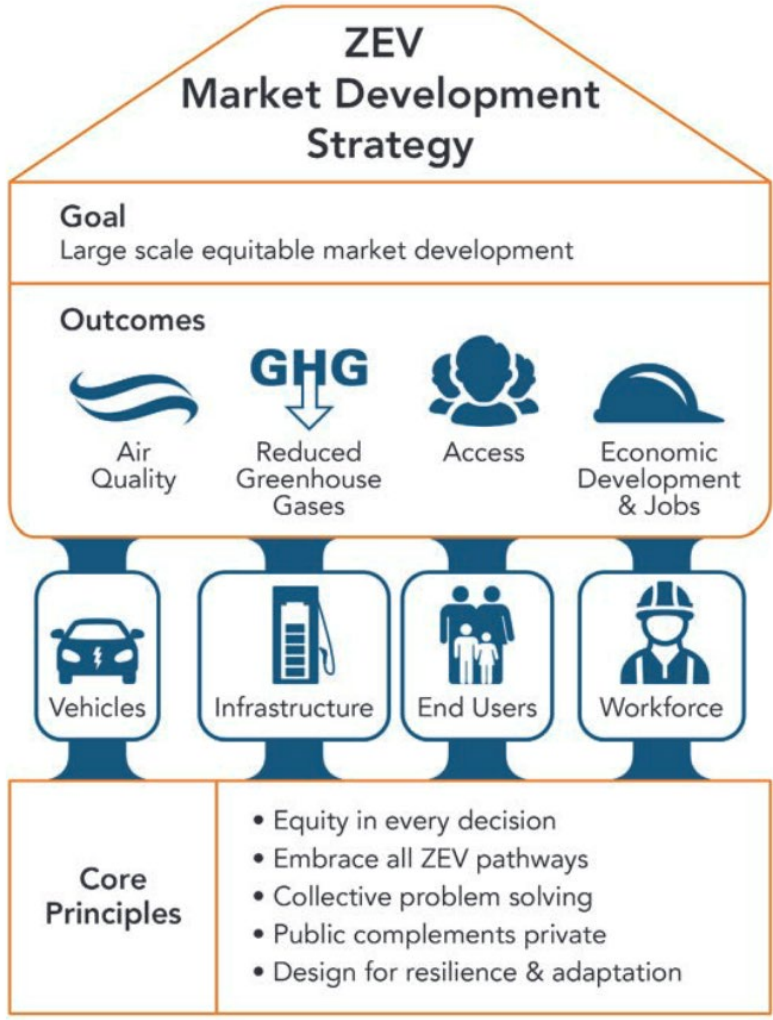 ZEV
Market Development
Strategy
Goal
Large scale equitable market development
Outcomes
Air
Quality
GHG
Reduced
Greenhouse
Gases
Access
Economic
Development
& Jobs
Vehicles
Infrastructure
End Users
Workforce
Core
Principles
• Equity in every decision
• Embrace all ZEV pathways
• Collective problem solving
• Public complements private
• Design for resilience & adaptation